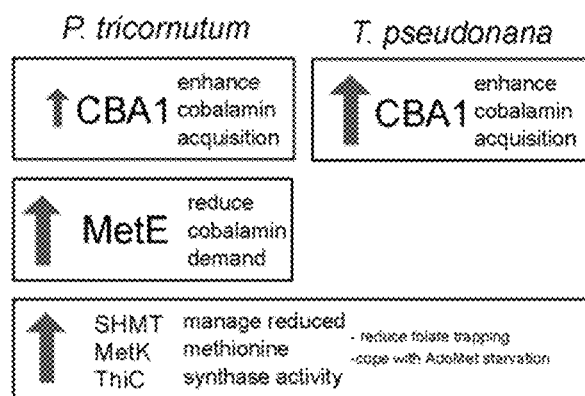 P. tricornutum
T. pseudonana
CBA1
enhance
cobalamin
acquisition
CBA1
enhance
cobalamin
acquisition
MetE
reduce
cobalamin
demand
SHMT
MetK
ThiC
manage reduced
methionine
synthase activity
- reduce folate trapping
-cope with AdoMet starvation